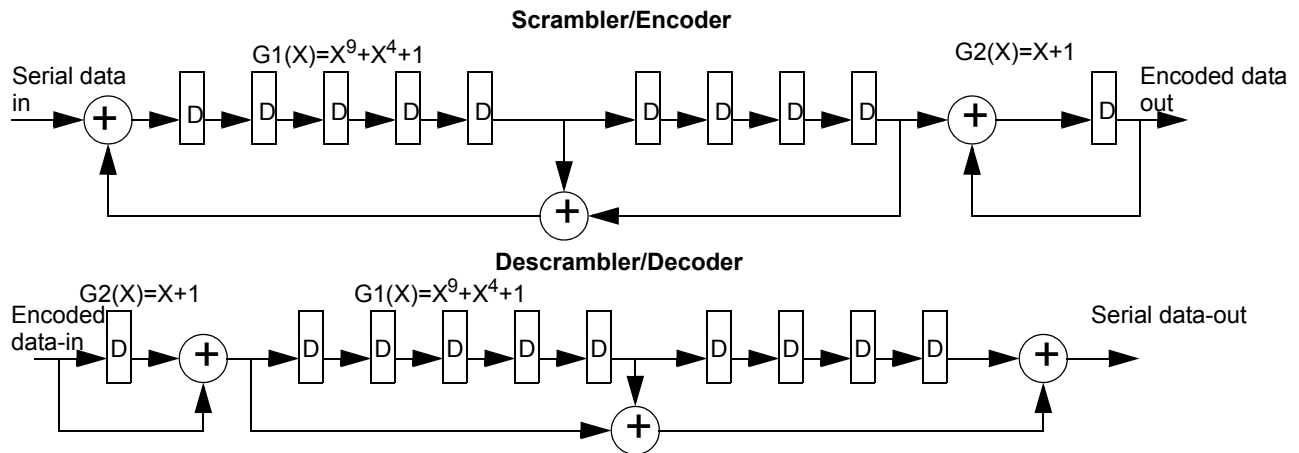 Scrambler/Encoder
G1(X)=X⁹+X⁴+1
G2(X)=X+1
Serial data
in
Encoded data
out
+ D D D D D D D D D + D
+
Descrambler/Decoder
G2(X)=X+1
G1(X)=X⁹+X⁴+1
Encoded
data-in
Serial data-out
D + D D D D D D D D D +
+